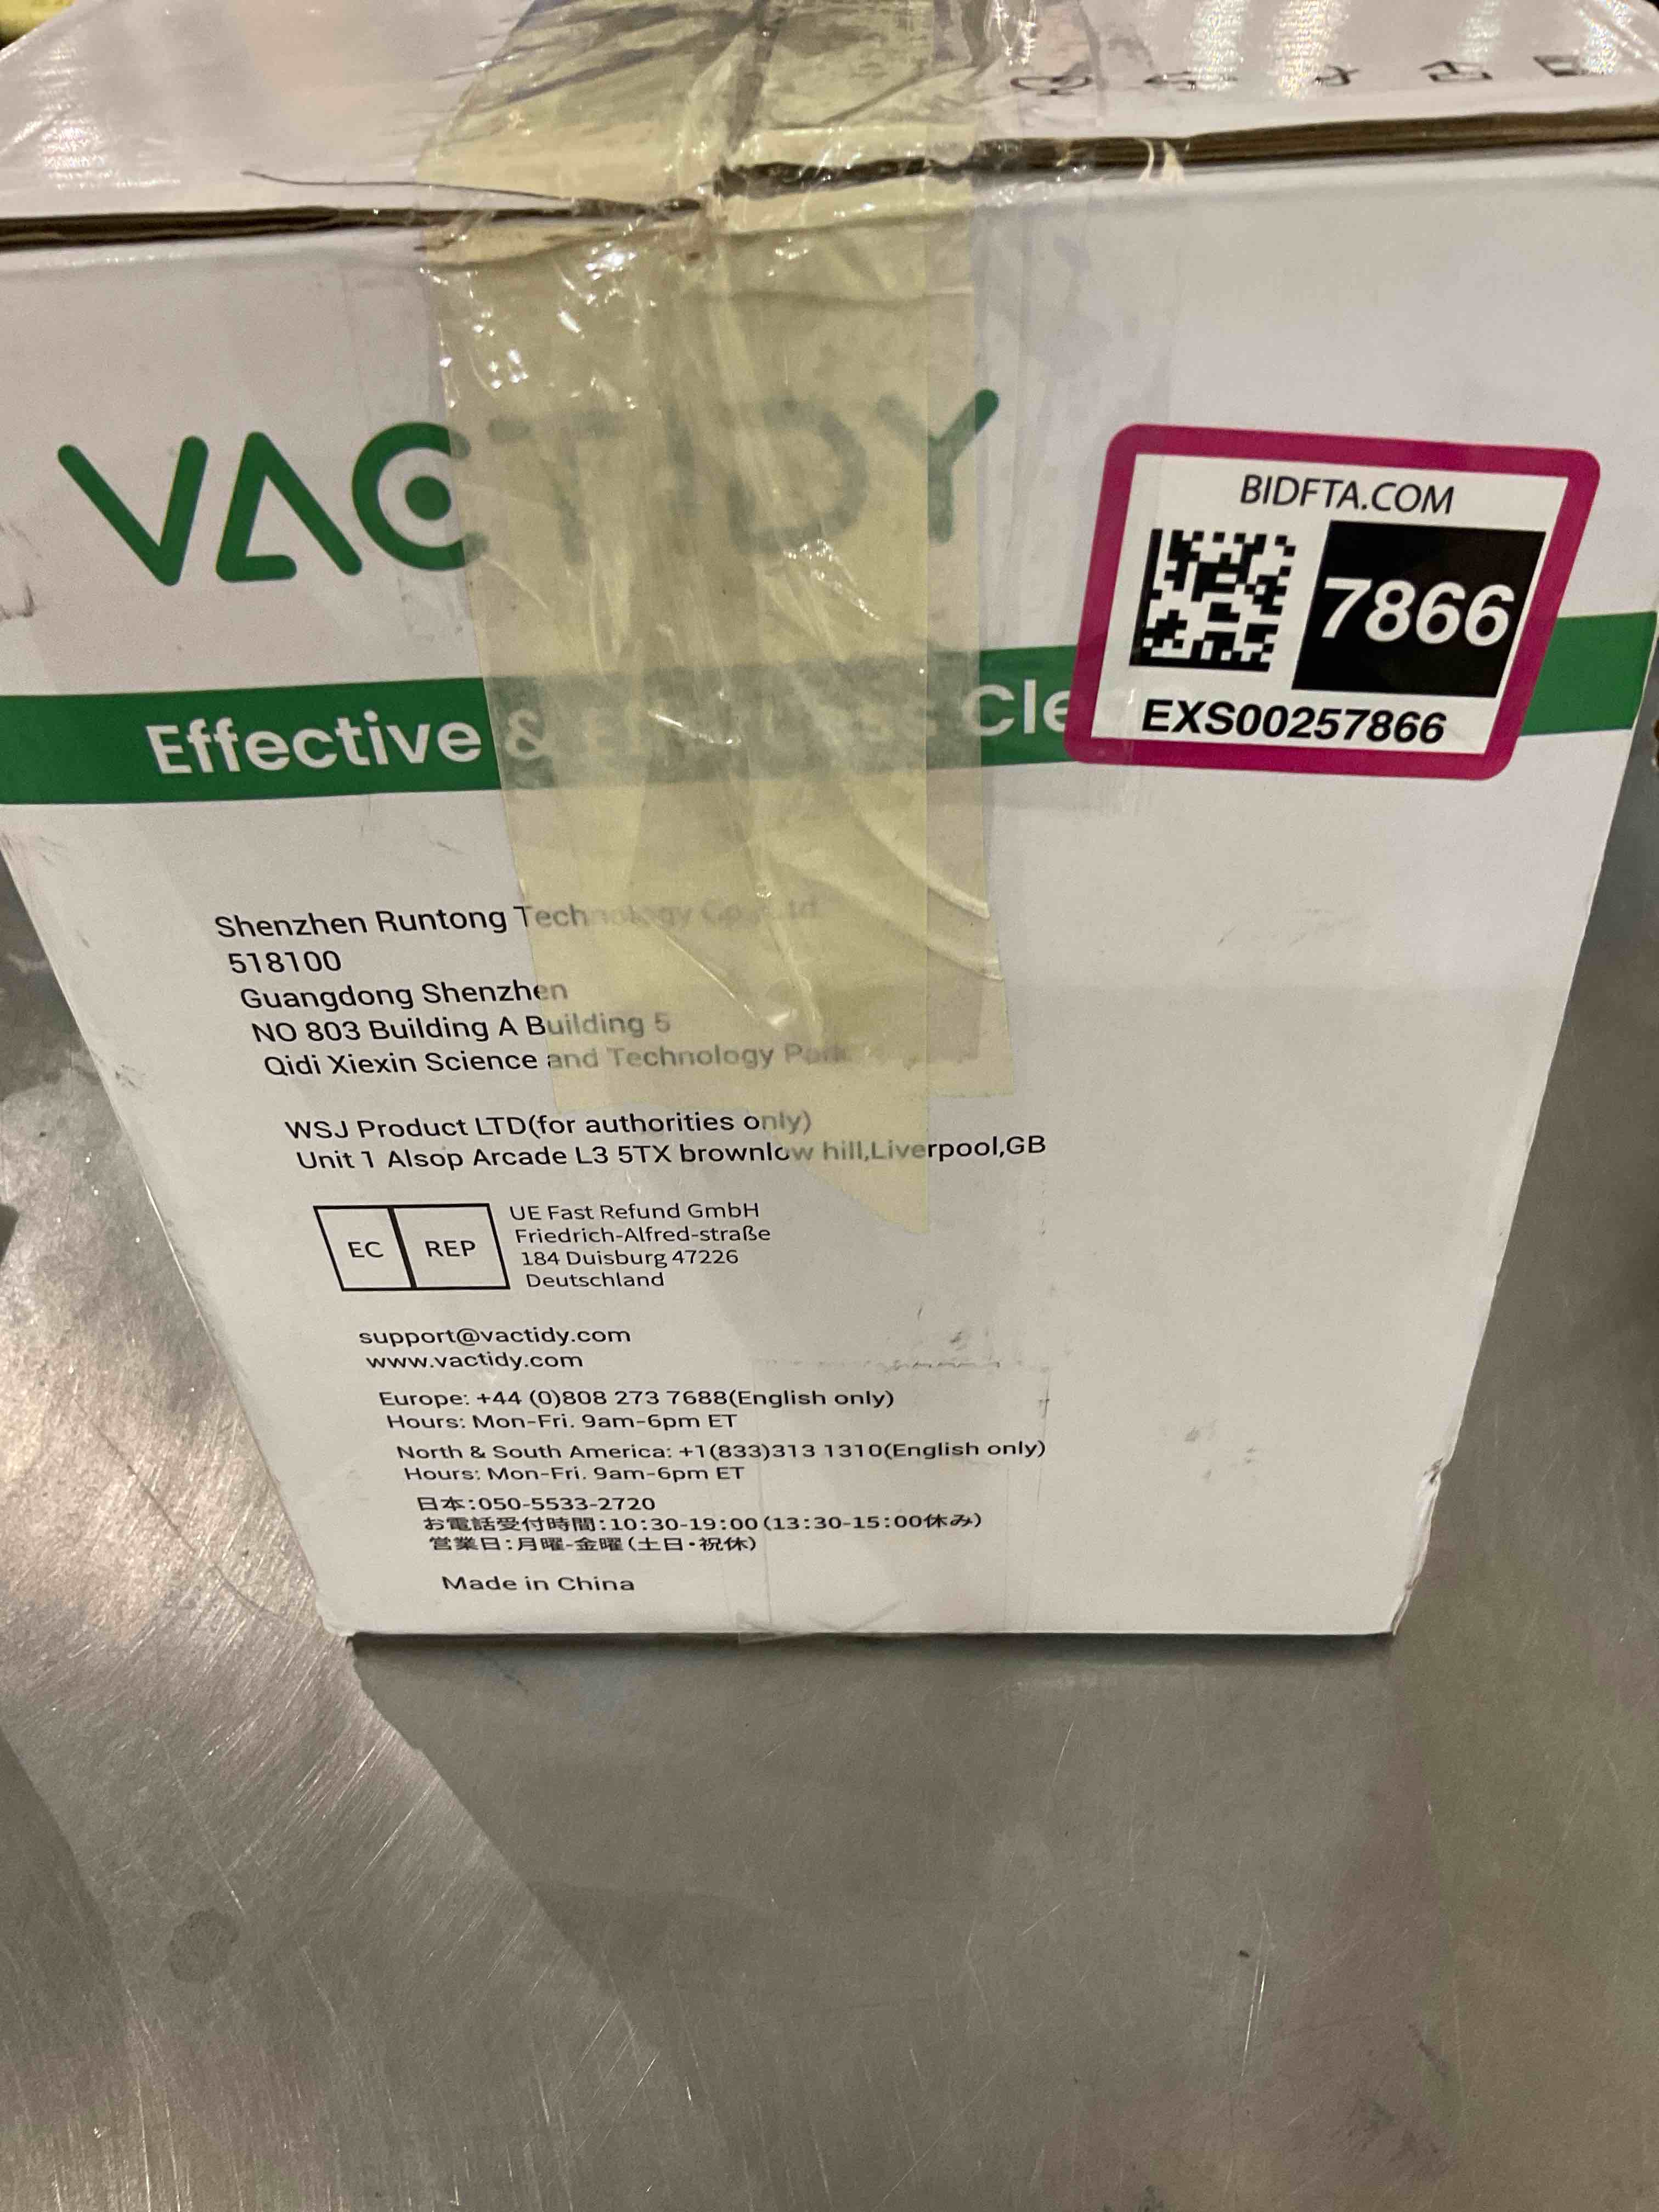 VACTIDY
BIDFTA.COM
7866
EXS00257866
Effective & Cle
Shenzhen Runtong Technology Co., Ltd
518100
Guangdong Shenzhen
NO 803 Building A Building 5
Qidi Xiexin Science and Technology Park
WSJ Product LTD(for authorities only)
Unit 1 Alsop Arcade L3 5TX brownlow hill,Liverpool,GB
EC REP
UE Fast Refund GmbH
Friedrich-Alfred-straße
184 Duisburg 47226
Deutschland
support@vactidy.com
www.vactidy.com
Europe: +44 (0)808 273 7688(English only)
Hours: Mon-Fri. 9am-6pm ET
North & South America: +1(833)313 1310(English only)
Hours: Mon-Fri. 9am-6pm ET
日本:050-5533-2720
お電話受付時間:10:30-19:00(13:30-15:00休み)
営業日:月曜-金曜(土日・祝休)
Made in China